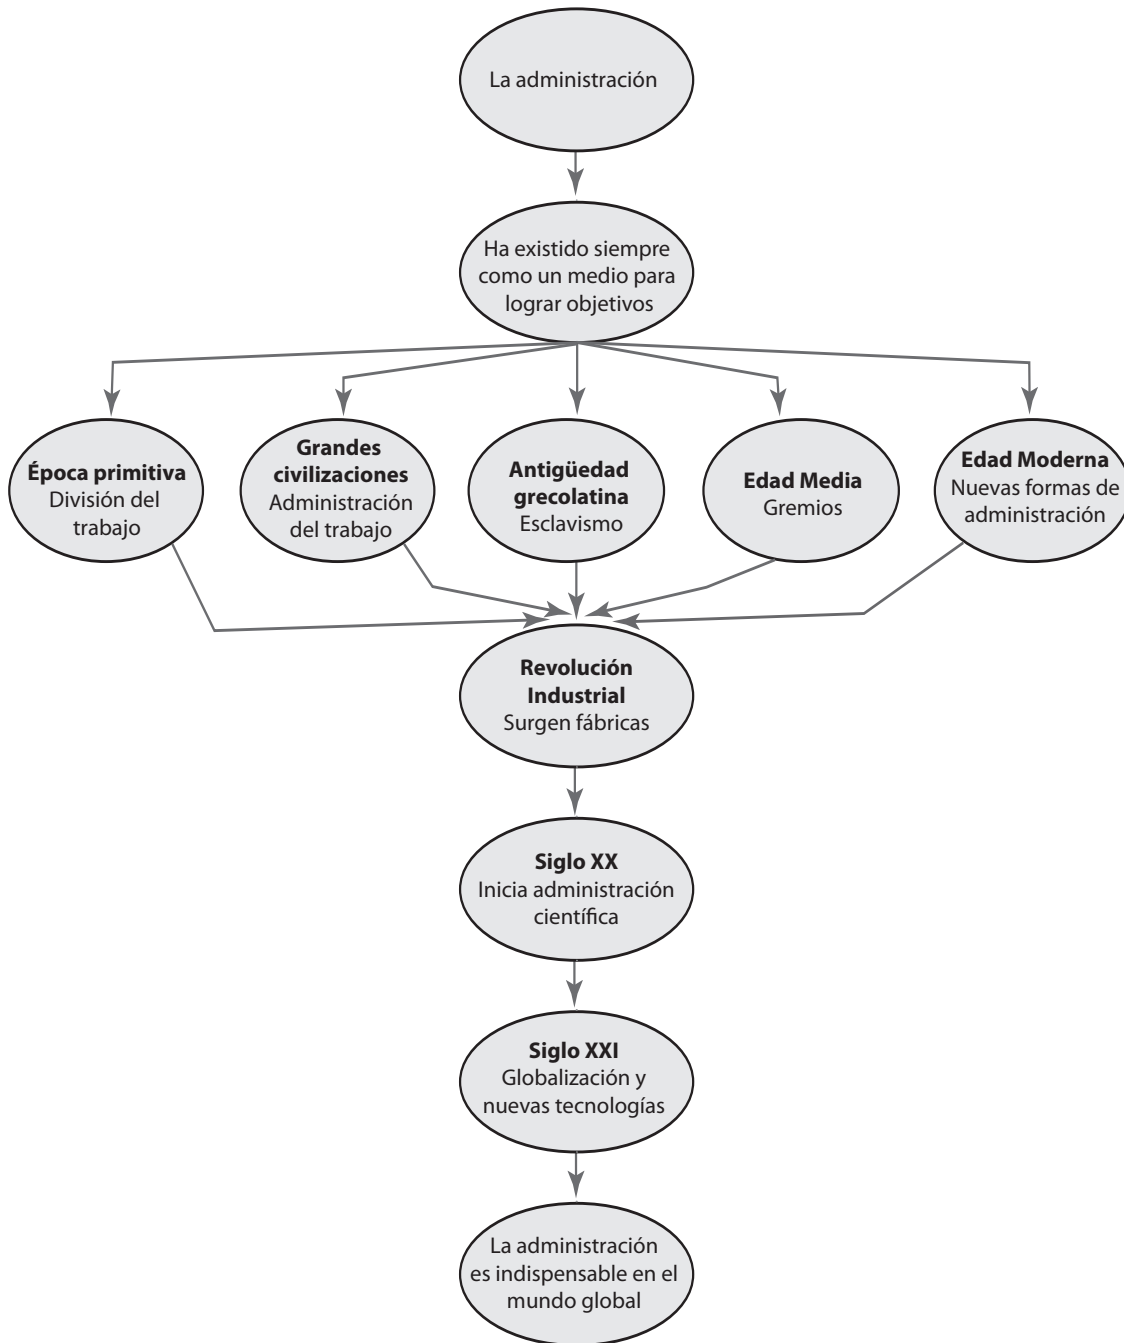 La administración
Ha existido siempre
como un medio para
lograr objetivos
Época primitiva
División del
trabajo
Grandes
civilizaciones
Administración
del trabajo
Antigüedad
grecolatina
Esclavismo
Edad Media
Gremios
Edad Moderna
Nuevas formas de
administración
Revolución
Industrial
Surgen fábricas
Siglo XX
Inicia administración
científica
Siglo XXI
Globalización y
nuevas tecnologías
La administración
es indispensable en el
mundo global